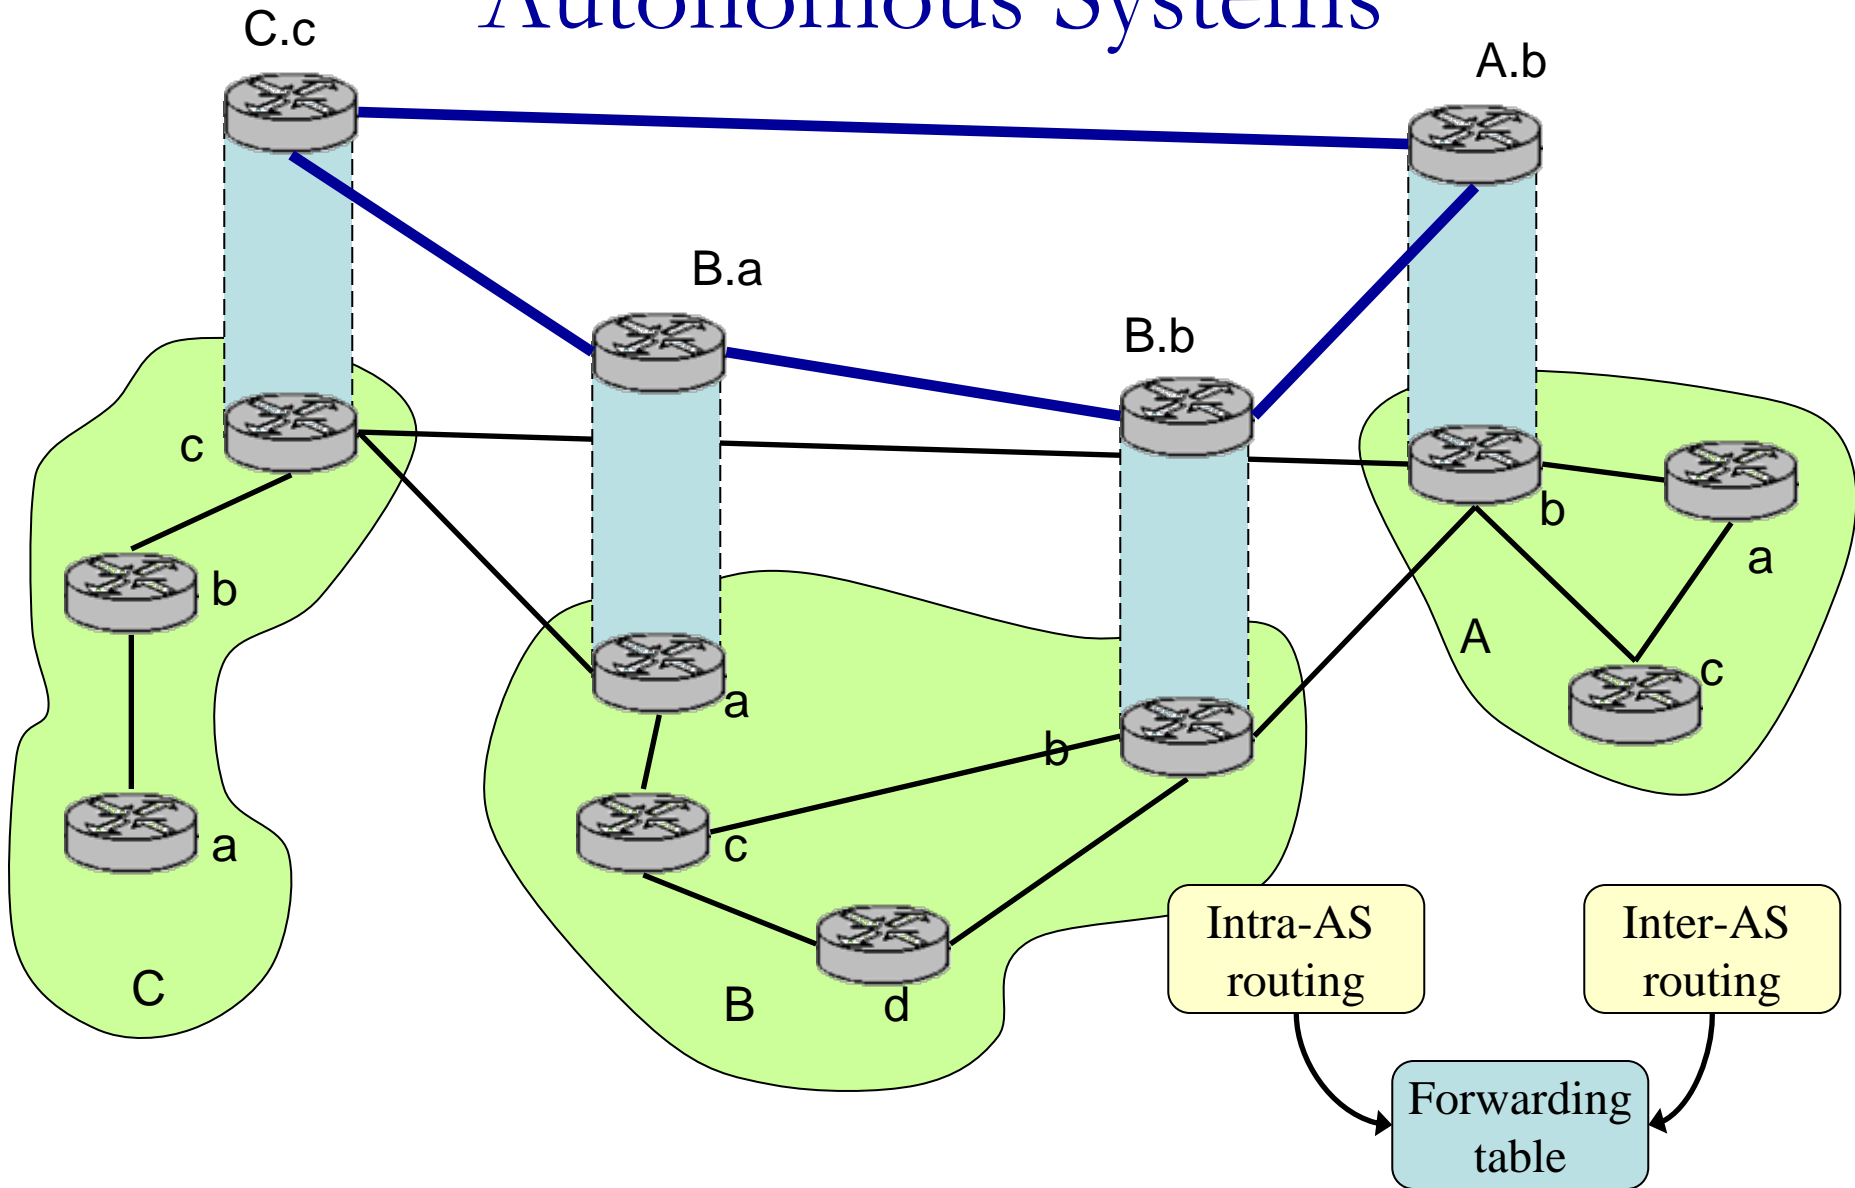 Autonomous Systems
C.c
A.b
B.a
B.b
c
b
a
C
a
b
c
B
d
b
a
A
c
Intra-AS
routing
Inter-AS
routing
Forwarding
table